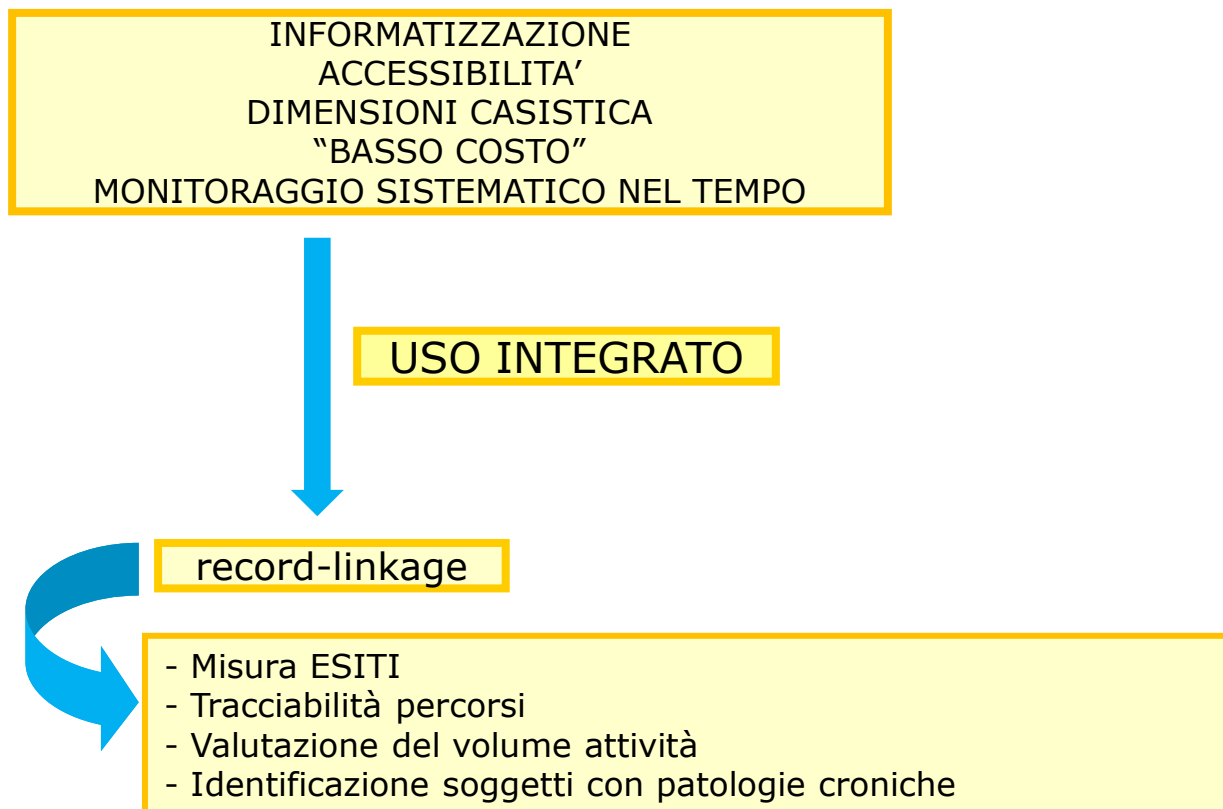 INFORMATIZZAZIONE
ACCESSIBILITA’
DIMENSIONI CASISTICA
“BASSO COSTO”
MONITORAGGIO SISTEMATICO NEL TEMPO
USO INTEGRATO
record-linkage
- Misura ESITI
- Tracciabilità percorsi
- Valutazione del volume attività
- Identificazione soggetti con patologie croniche